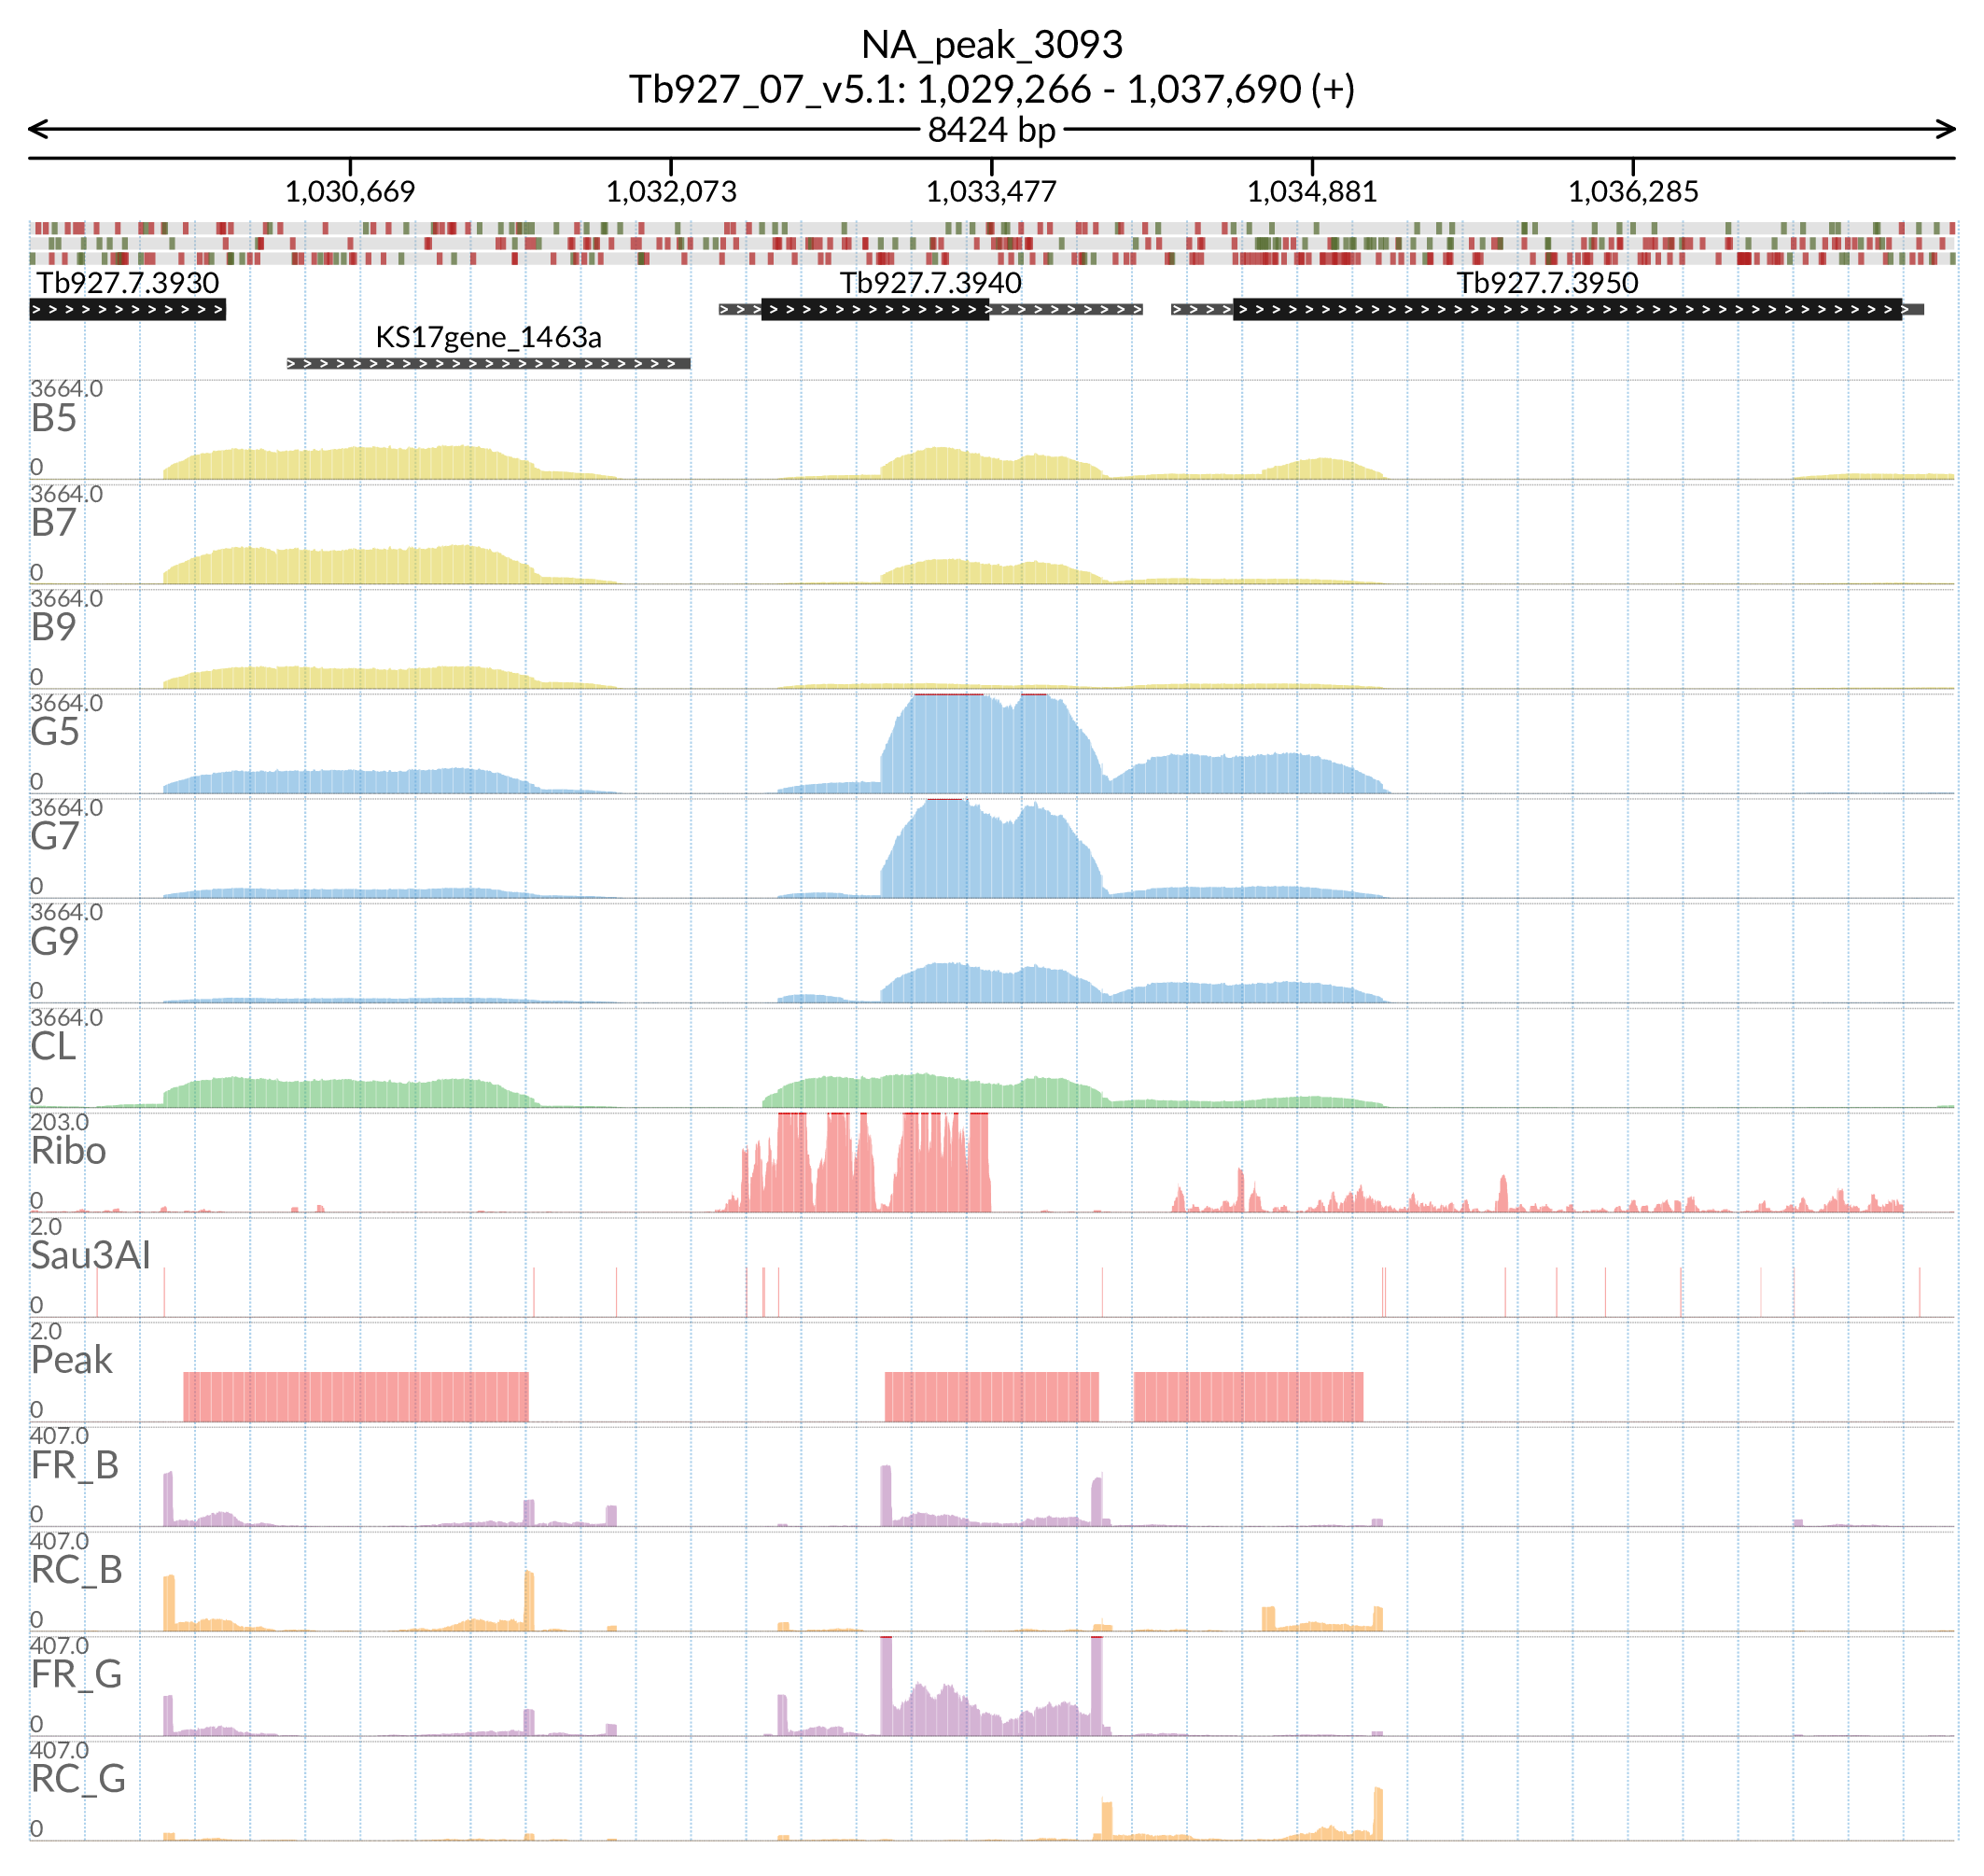 NA_peak_3093
Tb927_07_v5.1: 1,029,266 - 1,037,690 (+)
8424 bp
1,030,669 1,032,073 1,033,477 1,034,881 1,036,285
Tb927.7.3930 Tb927.7.3940 Tb927.7.3950
KS17gene_1463a
3664.0
B5
0
3664.0
B7
0
3664.0
B9
0
3664.0
G5
0
3664.0
G7
0
3664.0
G9
0
3664.0
CL
0
203.0
Ribo
0
2.0
Sau3AI
0
2.0
Peak
0
407.0
FR_B
0
407.0
RC_B
0
407.0
FR_G
0
407.0
RC_G
0